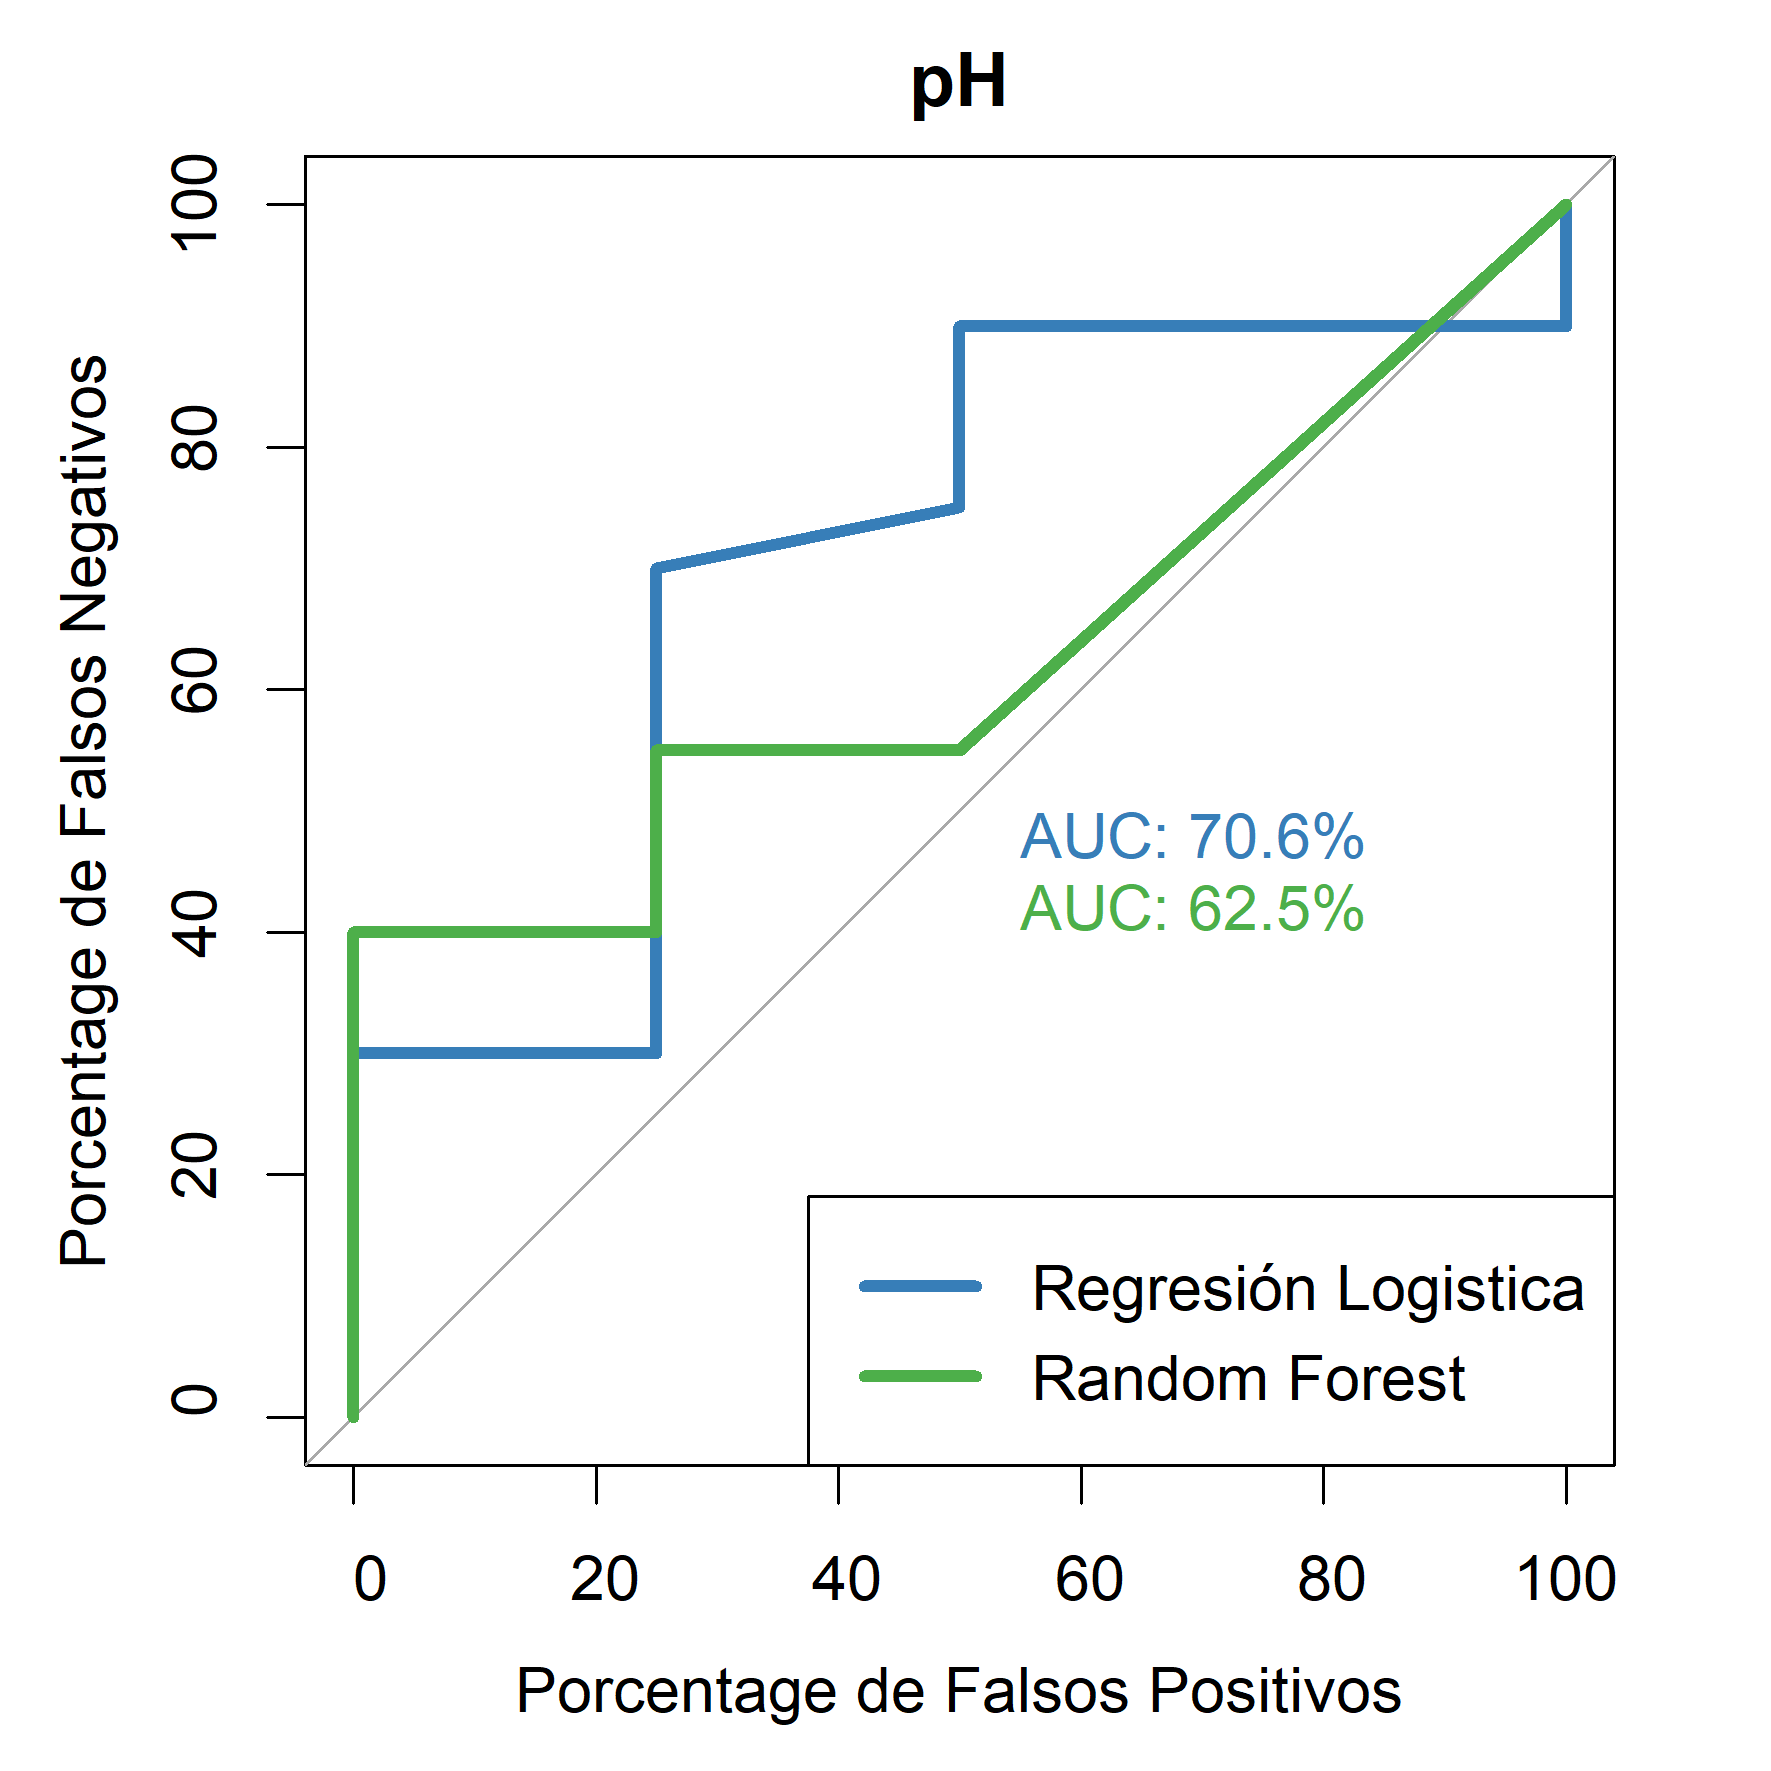 pH
Porcentage de Falsos Negativos
100
80
60
40
20
0
AUC: 70.6%
AUC: 62.5%
Regresión Logistica
Random Forest
0 20 40 60 80 100
Porcentage de Falsos Positivos